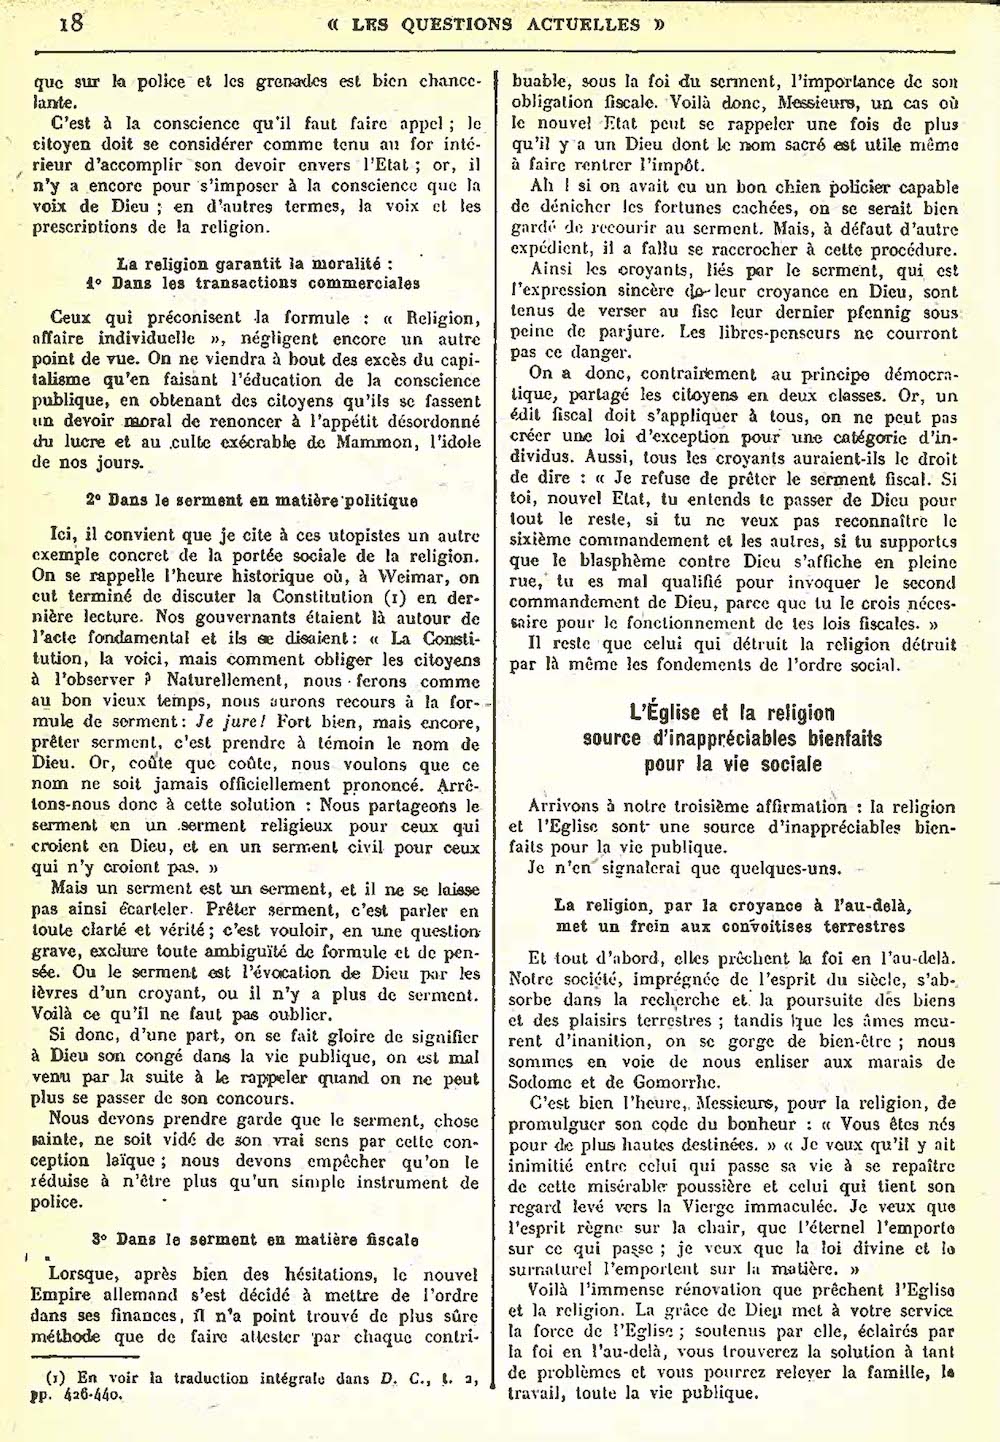 18
« LES QUESTIONS ACTUELLES »
que sur la police et les grenades est bien chance-
lante.
C'est à la conscience qu'il faut faire appel ; le
citoyen doit se considérer comme tenu au for inté-
rieur d'accomplir son devoir envers l'Etat ; or, il
n'y a encore pour s'imposer à la conscience que la
voix de Dieu ; en d'autres termes, la voix et les
prescriptions de la religion.
La religion garantit la moralité :
1° Dans les transactions commerciales
Ceux qui préconisent la formule : « Religion,
affaire individuelle », négligent encore un autre
point de vue. On ne viendra à bout des excès du capi-
talisme qu'en faisant l'éducation de la conscience
publique, en obtenant des citoyens qu'ils se fassent
un devoir moral de renoncer à l'appétit désordonné
du lucre et au culte exécrable de Mammon, l'idole
de nos jours.
2° Dans le serment en matière politique
Ici, il convient que je cite à ces utopistes un autre
exemple concret de la portée sociale de la religion.
On se rappelle l'heure historique où, à Weimar, on
eut terminé de discuter la Constitution (1) en der-
nière lecture. Nos gouvernants étaient là autour de
l'acte fondamental et ils se disaient : « La Consti-
tution, la voici, mais comment obliger les citoyens
à l'observer ? Naturellement, nous ferons comme
au bon vieux temps, nous aurons recours à la for-
mule de serment : Je jure ! Fort bien, mais encore,
prêter serment, c'est prendre à témoin le nom de
Dieu. Or, coûte que coûte, nous voulons que ce
nom ne soit jamais officiellement prononcé. Arrê-
tons-nous donc à cette solution : Nous partageons le
serment en un serment religieux pour ceux qui
croient en Dieu, et en un serment civil pour ceux
qui n'y croient pas. »
Mais un serment est un serment, et il ne se laisse
pas ainsi écarteler. Prêter serment, c'est parler en
toute clarté et vérité ; c'est vouloir, en une question
grave, exclure toute ambiguïté de formule et de pen-
sée. Ou le serment est l'évocation de Dieu par les
lèvres d'un croyant, ou il n'y a plus de serment.
Voilà ce qu'il ne faut pas oublier.
Si donc, d'une part, on se fait gloire de signifier
à Dieu son congé dans la vie publique, on est mal
venu par la suite à le rappeler quand on ne peut
plus se passer de son concours.
Nous devons prendre garde que le serment, chose
sainte, ne soit vidé de son vrai sens par cette con-
ception laïque ; nous devons empêcher qu'on le
réduise à n'être plus qu'un simple instrument de
police.
3° Dans le serment en matière fiscale
Lorsque, après bien des hésitations, le nouvel
Empire allemand s'est décidé à mettre de l'ordre
dans ses finances, il n'a point trouvé de plus sûre
méthode que de faire attester par chaque contri-
(1) En voir la traduction intégrale dans D. C., t. 2,
pp. 426-440.
buable, sous la foi du serment, l'importance de son
obligation fiscale. Voilà donc, Messieurs, un cas où
le nouvel Etat peut se rappeler une fois de plus
qu'il y a un Dieu dont le nom sacré est utile même
à faire rentrer l'impôt.
Ah ! si on avait eu un bon chien policier capable
de dénicher les fortunes cachées, on se serait bien
gardé de recourir au serment. Mais, à défaut d'autre
expédient, il a fallu se raccrocher à cette procédure.
Ainsi les croyants, liés par le serment, qui est
l'expression sincère de leur croyance en Dieu, sont
tenus de verser au fisc leur dernier pfennig sous
peine de parjure. Les libres-penseurs ne courront
pas ce danger.
On a donc, contrairement au principe démocra-
tique, partagé les citoyens en deux classes. Or, un
édit fiscal doit s'appliquer à tous, on ne peut pas
créer une loi d'exception pour une catégorie d'in-
dividus. Aussi, tous les croyants auraient-ils le droit
de dire : « Je refuse de prêter le serment fiscal. Si
toi, nouvel Etat, tu entends te passer de Dieu pour
tout le reste, si tu ne veux pas reconnaître le
sixième commandement et les autres, si tu supportes
que le blasphème contre Dieu s'affiche en pleine
rue, tu es mal qualifié pour invoquer le second
commandement de Dieu, parce que tu le crois néces-
saire pour le fonctionnement de tes lois fiscales. »
Il reste que celui qui détruit la religion détruit
par là même les fondements de l'ordre social.
L'Église et la religion
source d'inappréciables bienfaits
pour la vie sociale
Arrivons à notre troisième affirmation : la religion
et l'Eglise sont une source d'inappréciables bien-
faits pour la vie publique.
Je n'en signalerai que quelques-uns.
La religion, par la croyance à l'au-delà,
met un frein aux convoitises terrestres
Et tout d'abord, elles prêchent la foi en l'au-delà.
Notre société, imprégnée de l'esprit du siècle, s'ab-
sorbe dans la recherche et la poursuite des biens
et des plaisirs terrestres ; tandis que les âmes meu-
rent d'inanition, on se gorge de bien-être ; nous
sommes en voie de nous enliser aux marais de
Sodome et de Gomorrhe.
C'est bien l'heure, Messieurs, pour la religion, de
promulguer son code du bonheur : « Vous êtes nés
pour de plus hautes destinées. » « Je veux qu'il y ait
inimitié entre celui qui passe sa vie à se repaître
de cette misérable poussière et celui qui tient son
regard levé vers la Vierge immaculée. Je veux que
l'esprit règne sur la chair, que l'éternel l'emporte
sur ce qui passe ; je veux que la loi divine et le
surnaturel l'emportent sur la matière. »
Voilà l'immense rénovation que prêchent l'Eglise
et la religion. La grâce de Dieu met à votre service
la force de l'Eglise ; soutenus par elle, éclairés par
la foi en l'au-delà, vous trouverez la solution à tant
de problèmes et vous pourrez relever la famille, le
travail, toute la vie publique.